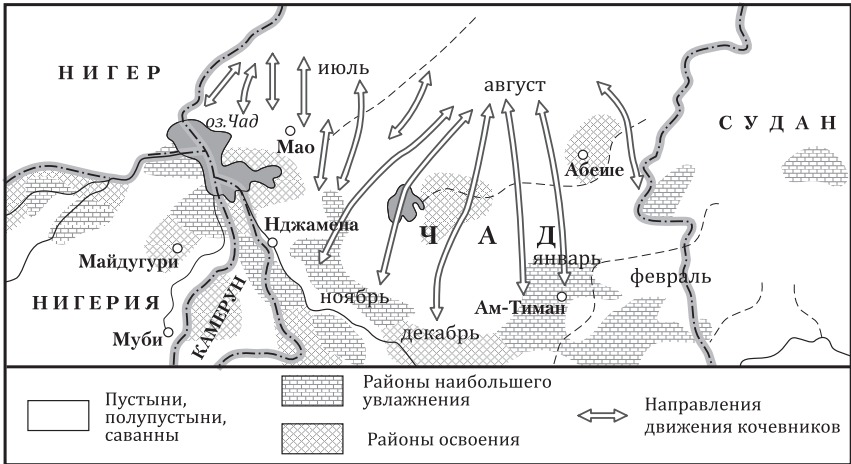 НИГЕР
июль
август
оз.Чад
Мао
СУДАН
Абеше
Нджамена
ЧАД
Майдугури
январь
февраль
НИГЕРИЯ
ноябрь
Ам-Тиман
КАМЕРУН
Муби
декабрь
Пустыни,
полупустыни,
саванны
Районы наибольшего
увлажнения
Районы освоения
Направления
движения кочевников